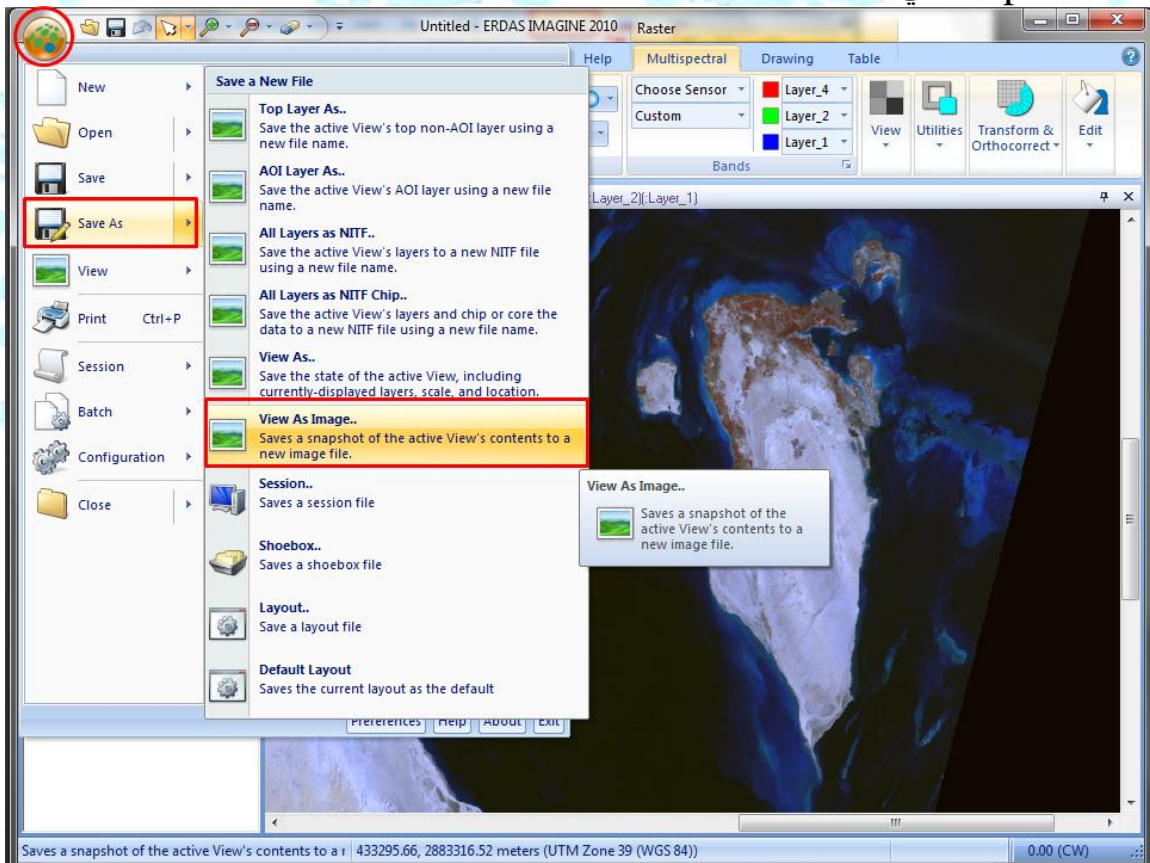 Untitled - ERDAS IMAGINE 2010
Raster
Help
Multispectral
Drawing
Table
Choose Sensor
Custom
Layer_4
Layer_2
Layer_1
Bands
View
Utilities
Transform &
Orthocorrect
Edit
New
Open
Save
Save As
View
Print Ctrl+P
Session
Batch
Configuration
Close
Save a New File
Top Layer As..
Save the active View's top non-AOI layer using a
new file name.
AOI Layer As..
Save the active View's AOI layer using a new file
name.
All Layers as NITF..
Save the active View's layers to a new NITF file
using a new file name.
All Layers as NITF Chip..
Save the active View's layers and chip or core the
data to a new NITF file using a new file name.
View As..
Save the state of the active View, including
currently-displayed layers, scale, and location.
View As Image..
Saves a snapshot of the active View's contents to a
new image file.
Session..
Saves a session file
Shoebox..
Saves a shoebox file
Layout..
Save a layout file
Default Layout
Saves the current layout as the default
Layer_2)(:Layer_1)
View As Image..
Saves a snapshot of the
active View's contents to a
new image file.
Preferences Help About Exit
Saves a snapshot of the active View's contents to a r
433295.66, 2883316.52 meters (UTM Zone 39 (WGS 84))
0.00 (CW)